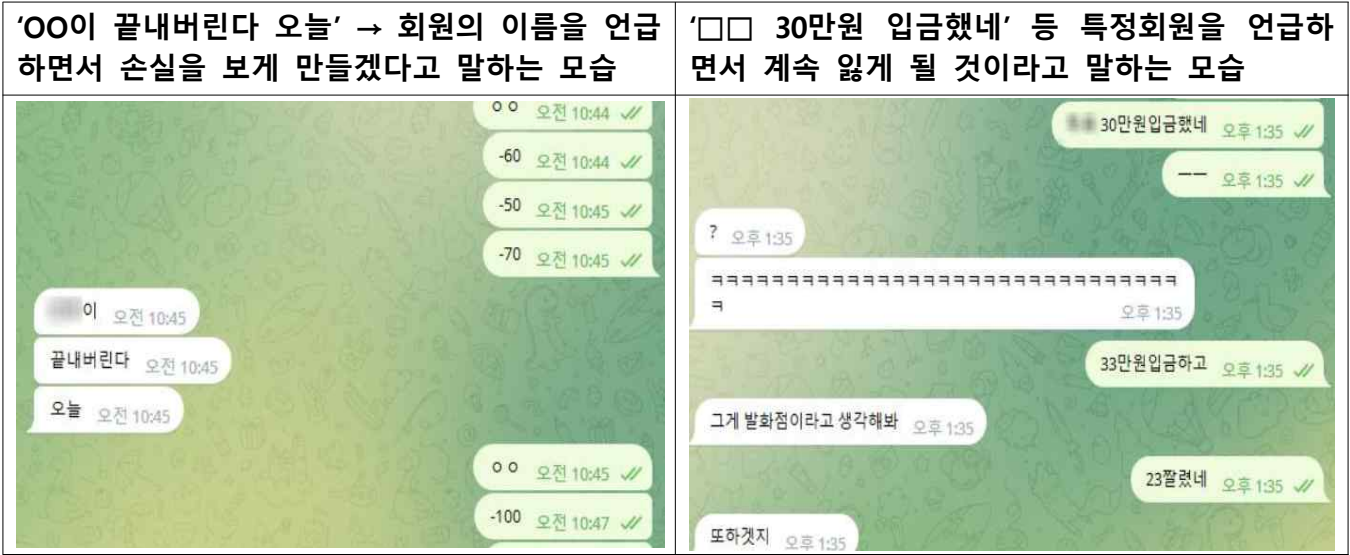 ‘OO이 끝내버린다 오늘’ → 회원의 이름을 언급
하면서 손실을 보게 만들겠다고 말하는 모습
‘□□ 30만원 입금했네’ 등 특정회원을 언급하
면서 계속 잃게 될 것이라고 말하는 모습
ㅇㅇ 오전 10:44
-60 오전 10:44
-50 오전 10:45
-70 오전 10:45
이 오전 10:45
끝내버린다 오전 10:45
오늘 오전 10:45
ㅇㅇ 오전 10:45
-100 오전 10:47
30만원입금했네 오후 1:35
ㅡㅡ 오후 1:35
? 오후 1:35
ㅋㅋㅋㅋㅋㅋㅋㅋㅋㅋㅋㅋㅋㅋㅋㅋㅋㅋㅋㅋㅋㅋㅋㅋㅋㅋㅋㅋㅋㅋㅋ
ㅋ 오후 1:35
33만원입금하고 오후 1:35
그게 발화점이라고 생각해봐 오후 1:35
23짤렸네 오후 1:35
또하겟지 오후 1:35